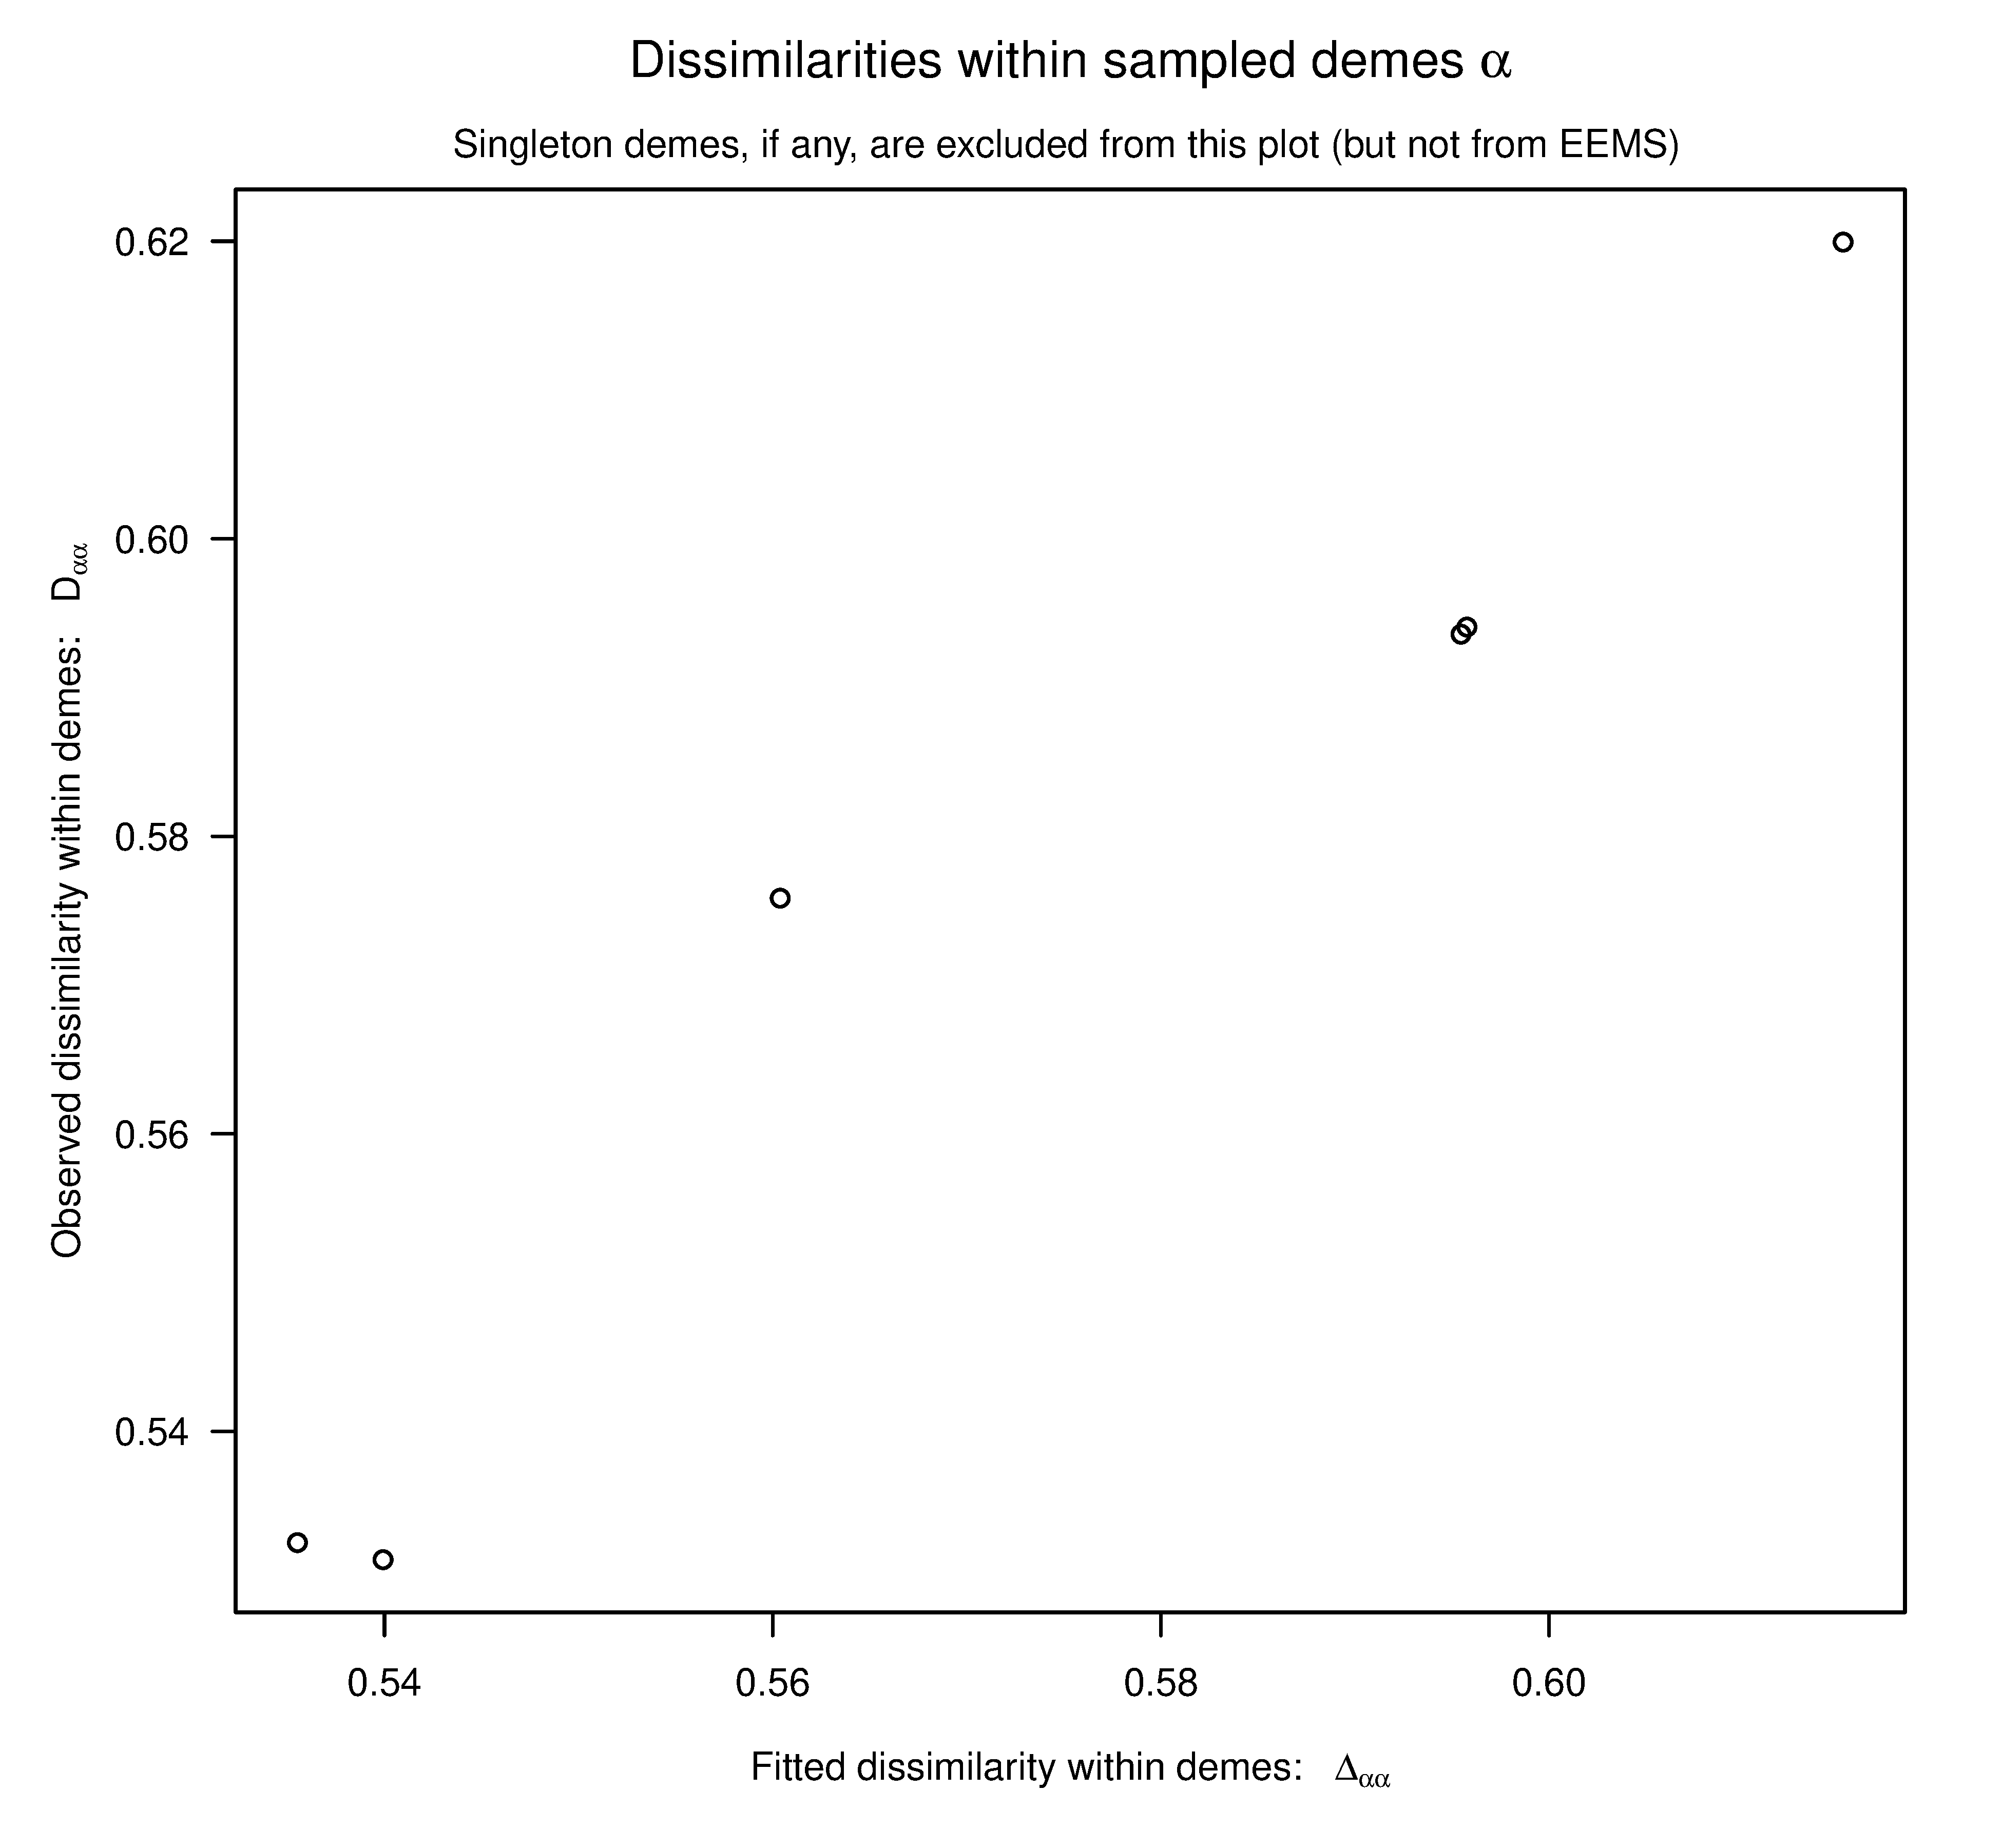 Dissimilarities within sampled demes α
Singleton demes, if any, are excluded from this plot (but not from EEMS)
Observed dissimilarity within demes: Dαα
0.62
0.60
0.58
0.56
0.54
0.54 0.56 0.58 0.60
Fitted dissimilarity within demes: Δαα